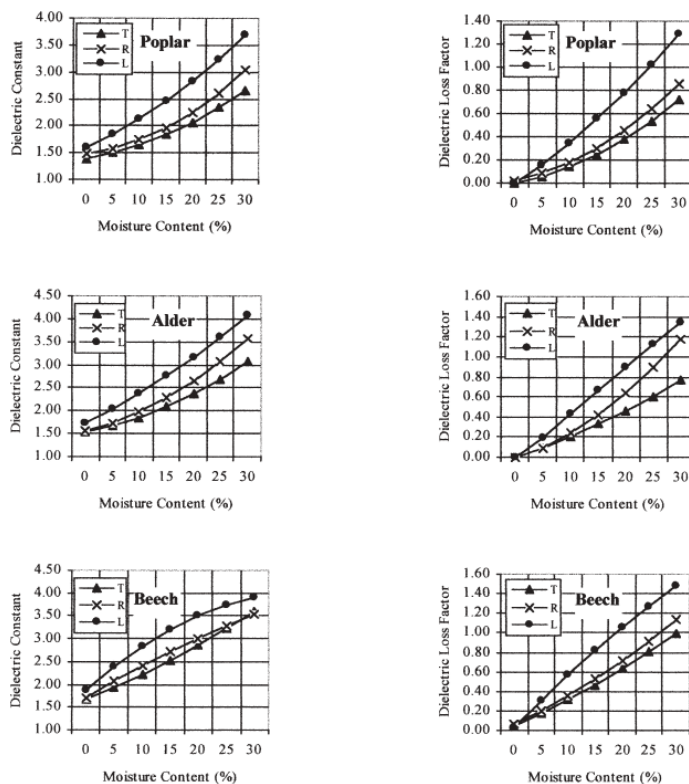 Dielectric Constant
4.00
3.50
3.00
2.50
2.00
1.50
1.00
T
R
L
Poplar
0 5 10 15 20 25 30
Moisture Content (%)
Dielectric Loss Factor
1.40
1.20
1.00
0.80
0.60
0.40
0.20
0.00
T
R
L
Poplar
0 5 10 15 20 25 30
Moisture Content (%)
Dielectric Constant
4.50
4.00
3.50
3.00
2.50
2.00
1.50
1.00
T
R
L
Alder
0 5 10 15 20 25 30
Moisture Content (%)
Dielectric Loss Factor
1.60
1.40
1.20
1.00
0.80
0.60
0.40
0.20
0.00
T
R
L
Alder
0 5 10 15 20 25 30
Moisture Content (%)
Dielectric Constant
4.50
4.00
3.50
3.00
2.50
2.00
1.50
1.00
T
R
L
Beech
0 5 10 15 20 25 30
Moisture Content (%)
Dielectric Loss Factor
1.60
1.40
1.20
1.00
0.80
0.60
0.40
0.20
0.00
T
R
L
Beech
0 5 10 15 20 25 30
Moisture Content (%)